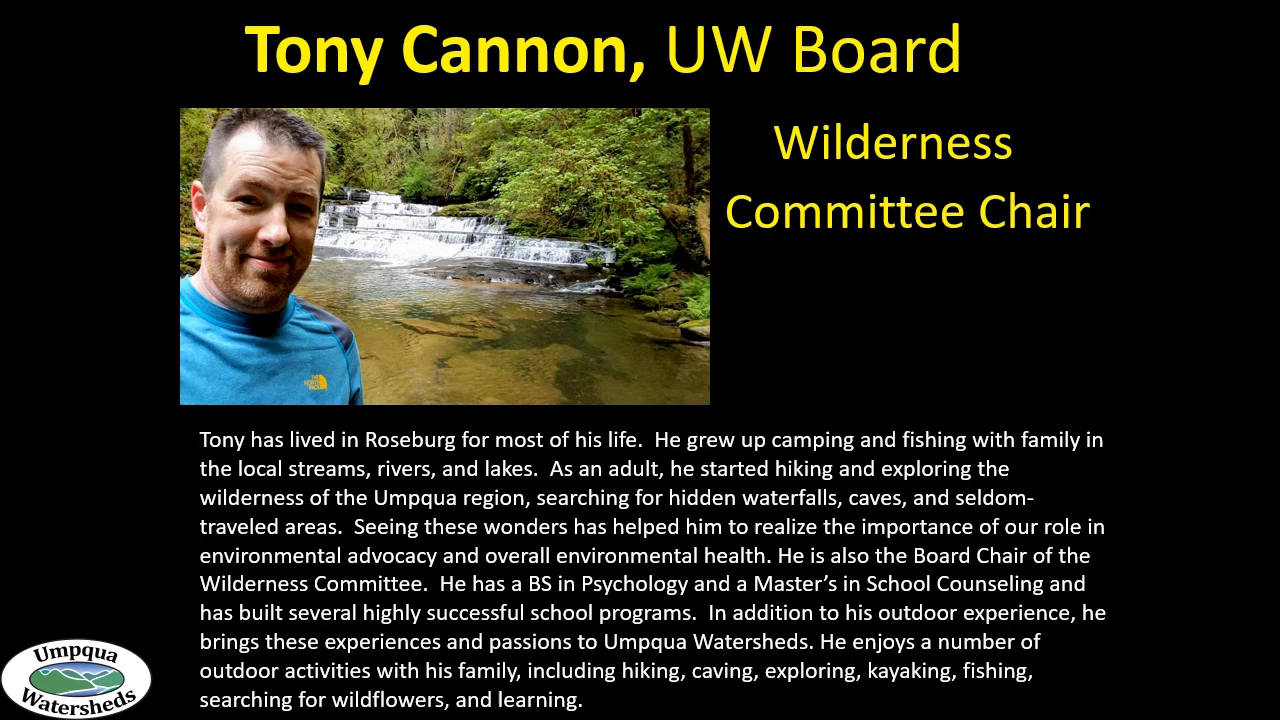 Tony Cannon, UW Board
Wilderness
Committee Chair
THE
NORTH
FACE
Tony has lived in Roseburg for most of his life.  He grew up camping and fishing with family in
the local streams, rivers, and lakes.  As an adult, he started hiking and exploring the
wilderness of the Umpqua region, searching for hidden waterfalls, caves, and seldom-
traveled areas.  Seeing these wonders has helped him to realize the importance of our role in
environmental advocacy and overall environmental health. He is also the Board Chair of the
Wilderness Committee.  He has a BS in Psychology and a Master’s in School Counseling and
has built several highly successful school programs.  In addition to his outdoor experience, he
brings these experiences and passions to Umpqua Watersheds. He enjoys a number of
outdoor activities with his family, including hiking, caving, exploring, kayaking, fishing,
searching for wildflowers, and learning.
Umpqua
Watersheds